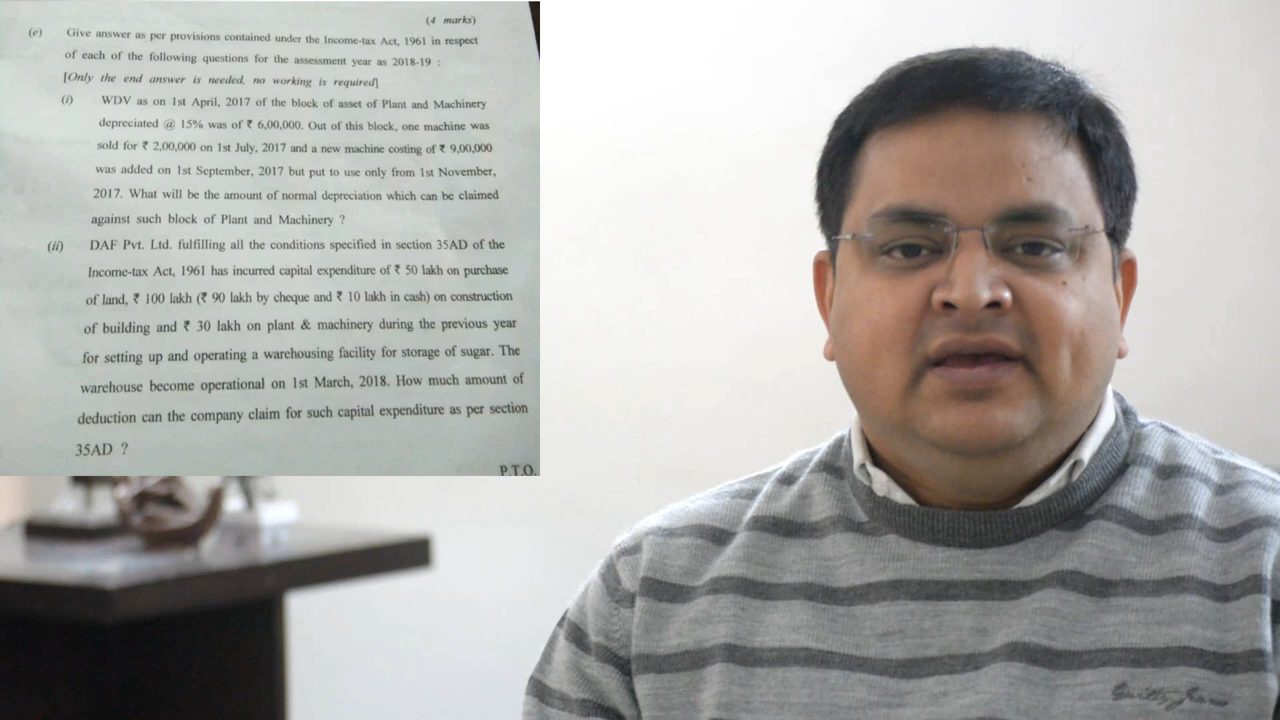 (4 marks)
(e) Give answer as per provisions contained under the Income-tax Act, 1961 in respect
of each of the following questions for the assessment year as 2018-19 :
[Only the end answer is needed, no working is required]
(i) WDV as on 1st April, 2017 of the block of asset of Plant and Machinery
depreciated @ 15% was of ₹ 6,00,000. Out of this block, one machine was
sold for ₹ 2,00,000 on 1st July, 2017 and a new machine costing of ₹ 9,00,000
was added on 1st September, 2017 but put to use only from 1st November,
2017. What will be the amount of normal depreciation which can be claimed
against such block of Plant and Machinery ?
(ii) DAF Pvt. Ltd. fulfilling all the conditions specified in section 35AD of the
Income-tax Act, 1961 has incurred capital expenditure of ₹ 50 lakh on purchase
of land, ₹ 100 lakh (₹ 90 lakh by cheque and ₹ 10 lakh in cash) on construction
of building and ₹ 30 lakh on plant & machinery during the previous year
for setting up and operating a warehousing facility for storage of sugar. The
warehouse become operational on 1st March, 2018. How much amount of
deduction can the company claim for such capital expenditure as per section
35AD ?
P.T.O.